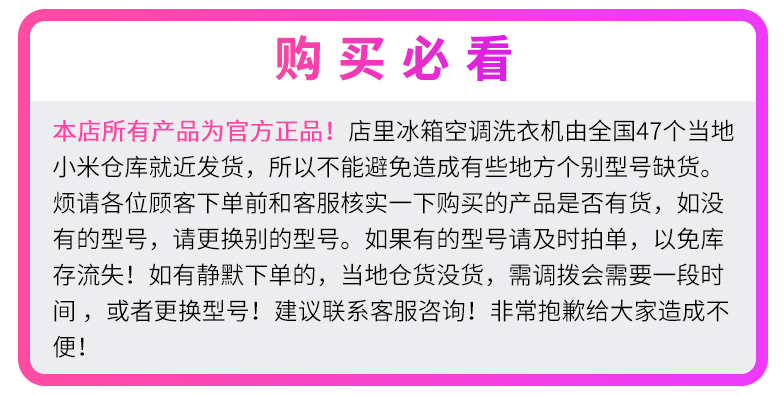 购买必看
本店所有产品为官方正品！店里冰箱空调洗衣机由全国47个当地
小米仓库就近发货，所以不能避免造成有些地方个别型号缺货。
烦请各位顾客下单前和客服核实一下购买的产品是否有货，如没
有的型号，请更换别的型号。如果有的型号请及时拍单，以免库
存流失！如有静默下单的，当地仓货没货，需调拨会需要一段时
间 ，或者更换型号！建议联系客服咨询！非常抱歉给大家造成不
便！